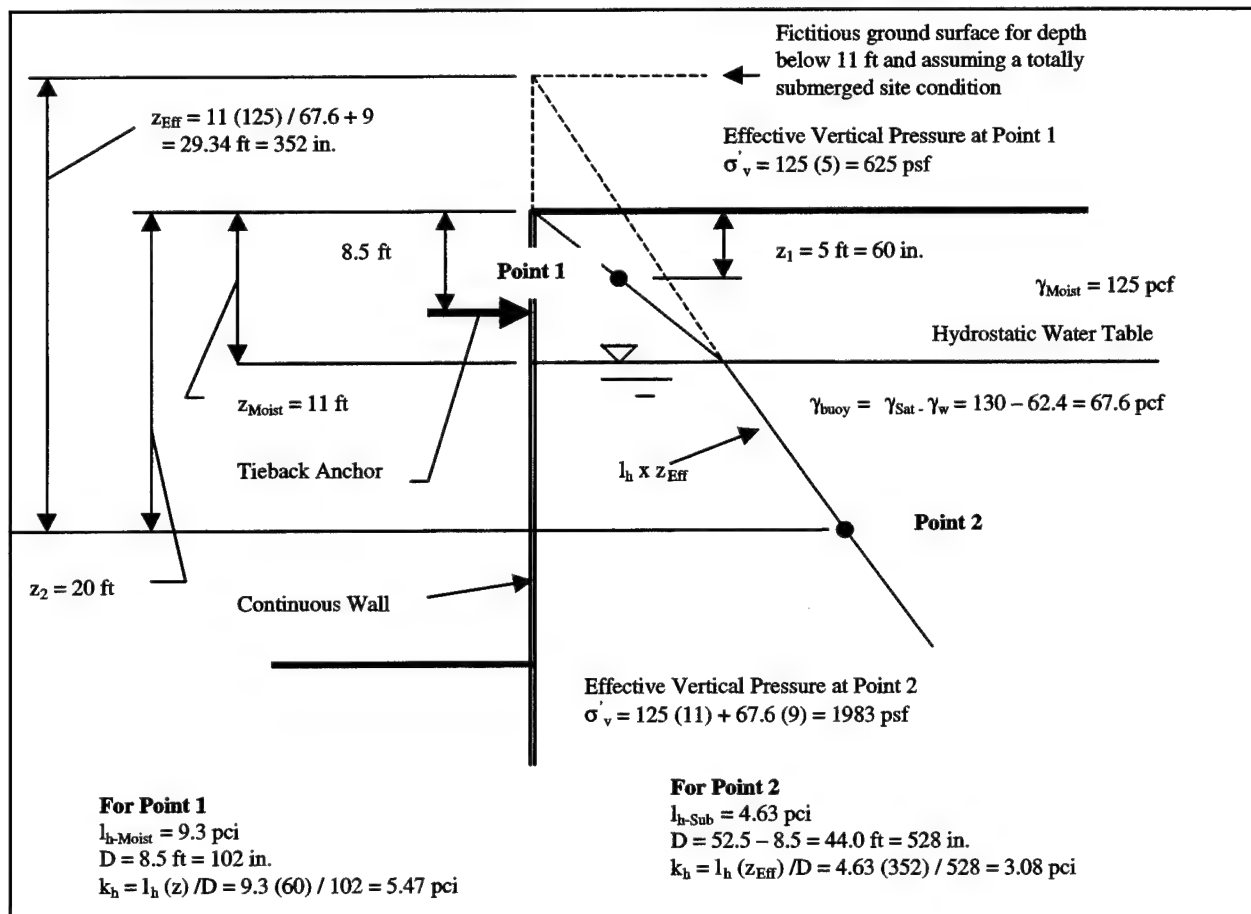 Fictitious ground surface for depth
below 11 ft and assuming a totally
submerged site condition
z_Eff = 11 (125) / 67.6 + 9
= 29.34 ft = 352 in.
Effective Vertical Pressure at Point 1
σ'_v = 125 (5) = 625 psf
8.5 ft
Point 1
z_1 = 5 ft = 60 in.
γ_Moist = 125 pcf
Hydrostatic Water Table
z_Moist = 11 ft
γ_buoy = γ_Sat - γ_w = 130 – 62.4 = 67.6 pcf
Tieback Anchor
l_h x z_Eff
Point 2
z_2 = 20 ft
Continuous Wall
Effective Vertical Pressure at Point 2
σ'_v = 125 (11) + 67.6 (9) = 1983 psf
For Point 1
l_h-Moist = 9.3 pci
D = 8.5 ft = 102 in.
k_h = l_h (z) /D = 9.3 (60) / 102 = 5.47 pci
For Point 2
l_h-Sub = 4.63 pci
D = 52.5 – 8.5 = 44.0 ft = 528 in.
k_h = l_h (z_Eff) /D = 4.63 (352) / 528 = 3.08 pci